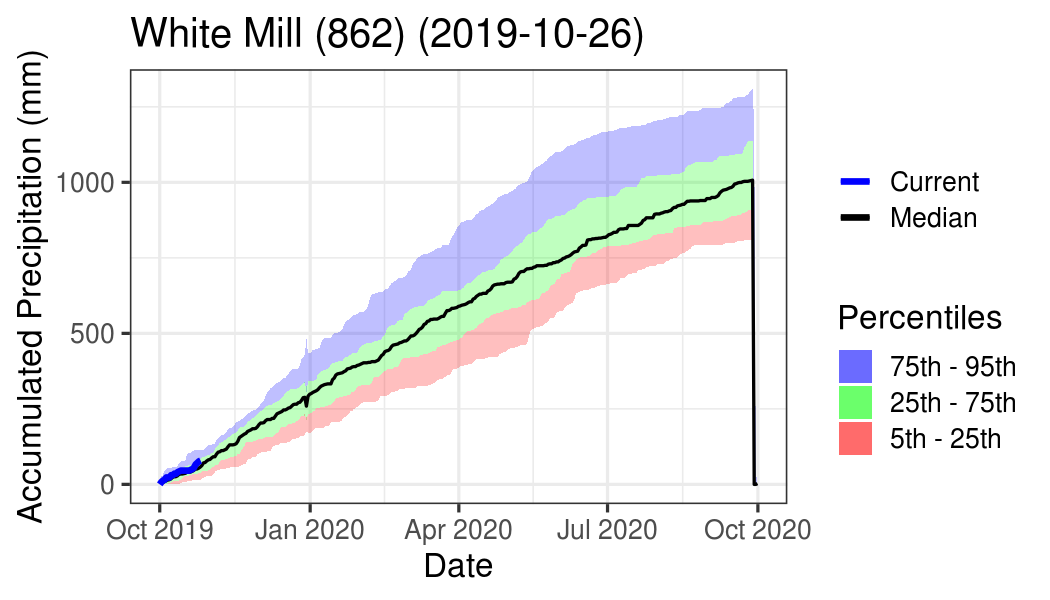 White Mill (862) (2019-10-26)
Accumulated Precipitation (mm)
1000
500
0
Oct 2019 Jan 2020 Apr 2020 Jul 2020 Oct 2020
Date
Current
Median
Percentiles
75th - 95th
25th - 75th
5th - 25th